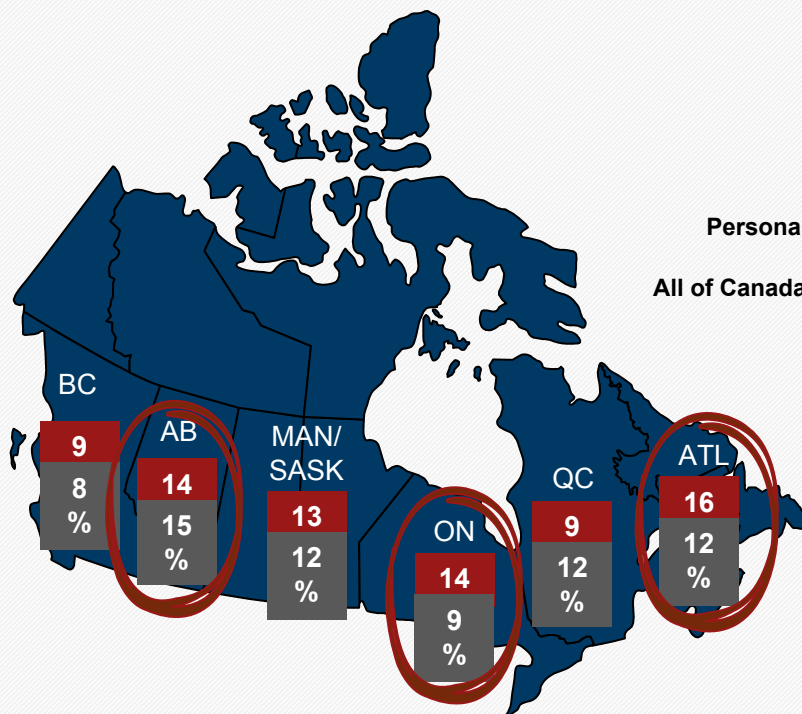 Persona
All of Canada
BC
9
8
%
AB
14
15
%
MAN/
SASK
13
12
%
ON
14
9
%
QC
9
12
%
ATL
16
12
%